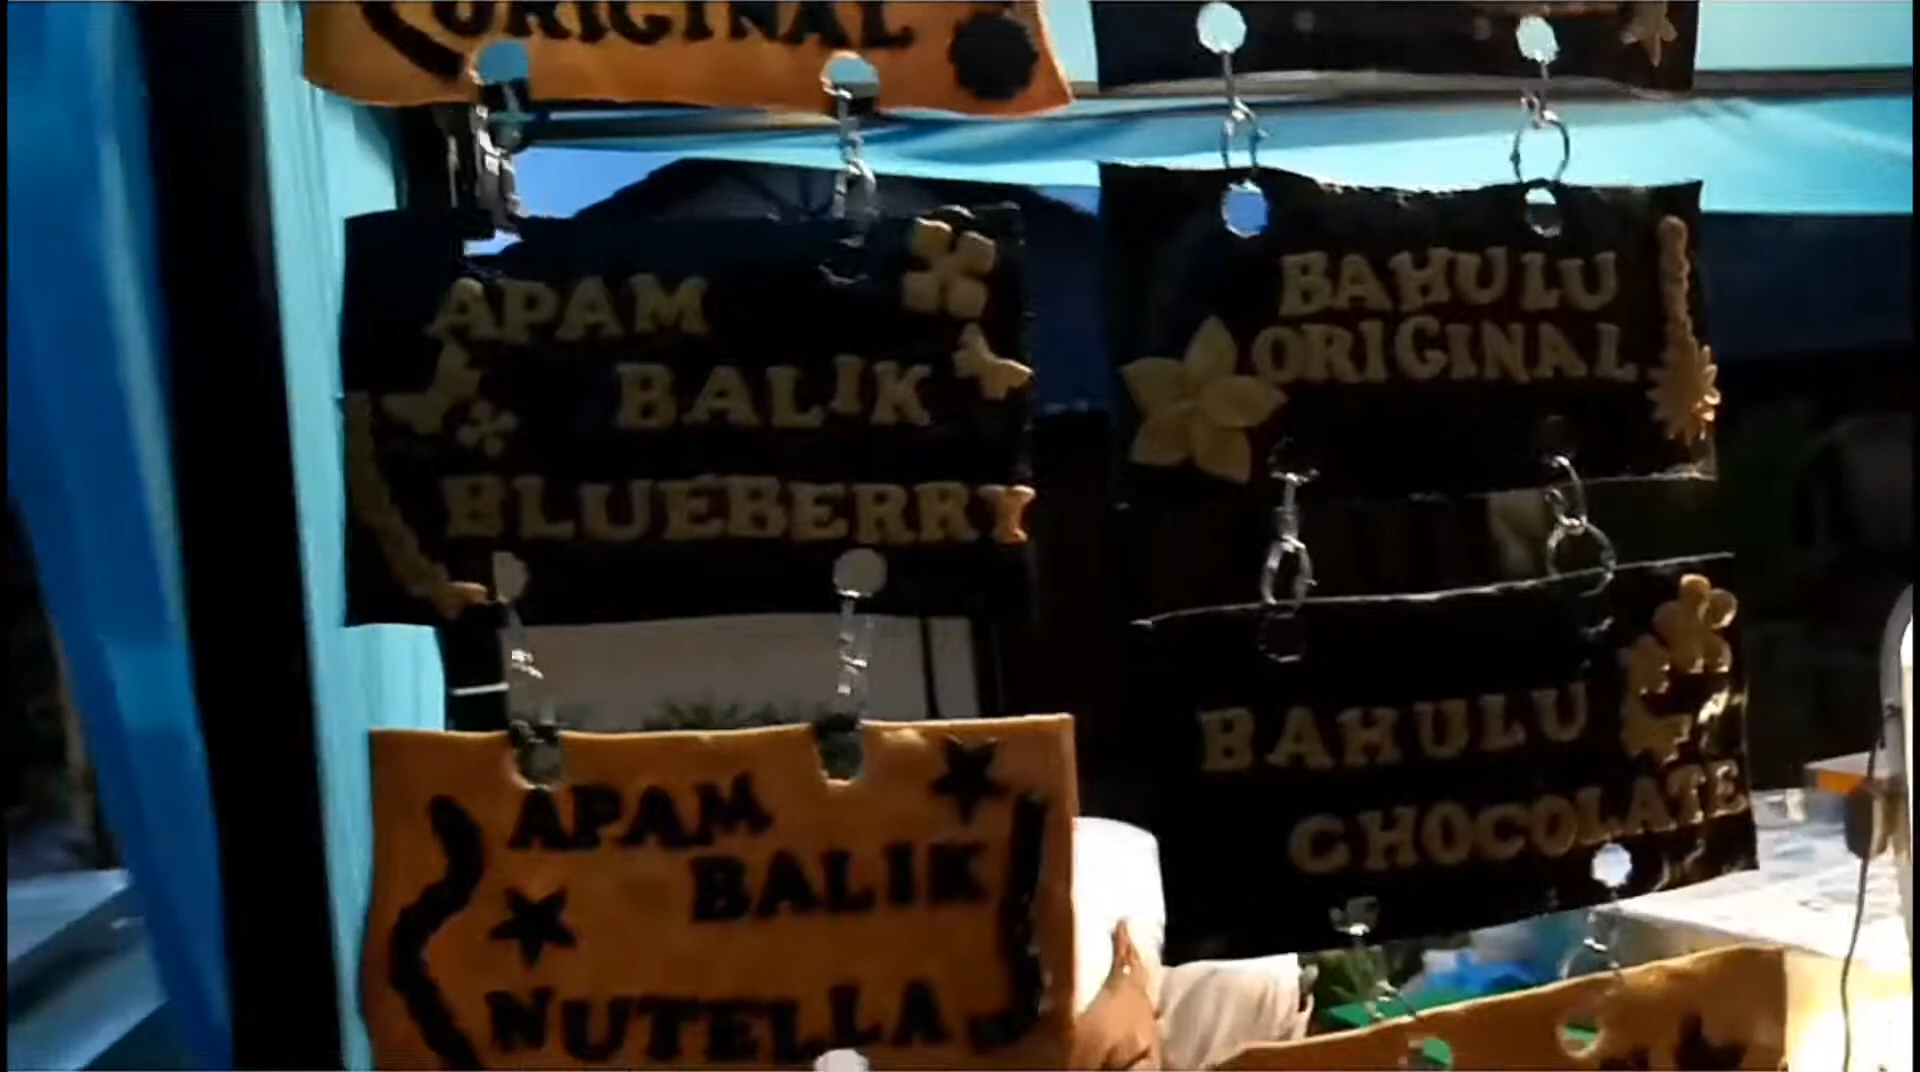 ORIGINAL
APAM
BALIK
BLUEBERRY
APAM
BALIK
NUTELLA
BAHULU
ORIGINAL
BAHULU
CHOCOLATE